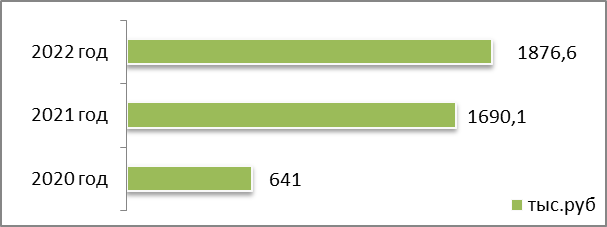 2022 год 1876,6
2021 год 1690,1
2020 год 641
тыс.руб